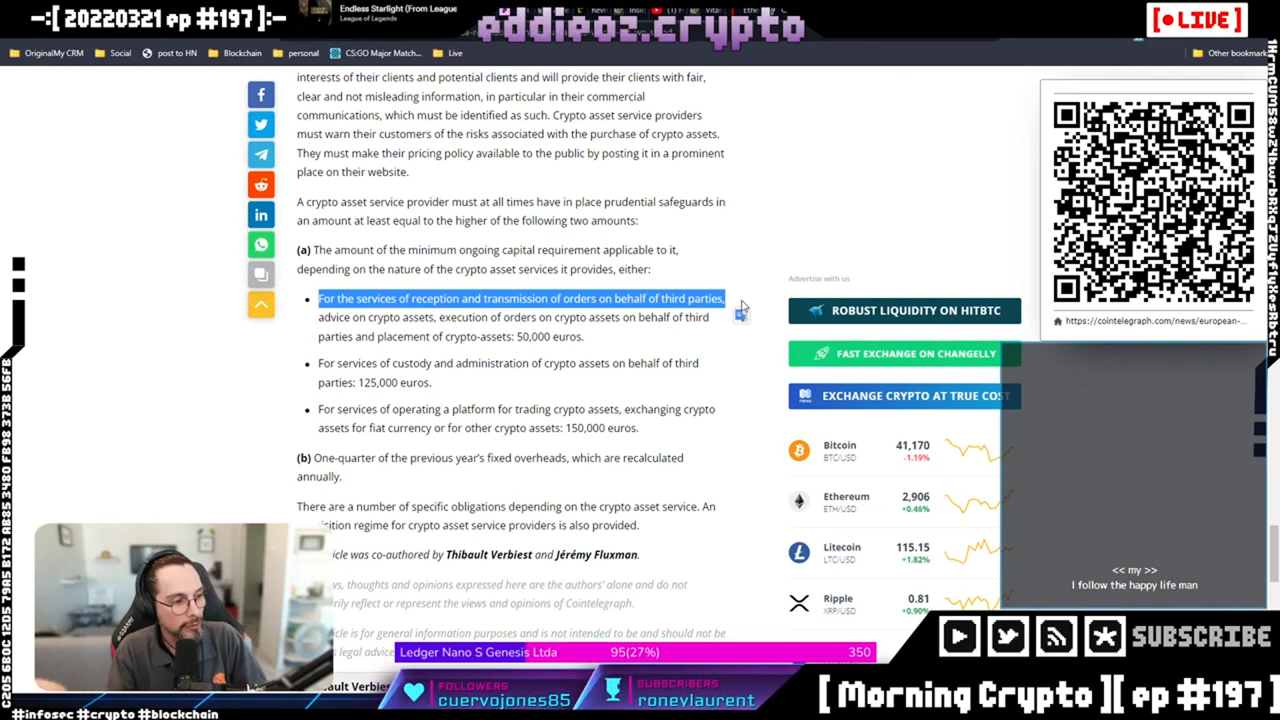 -:[ 20220321 ep #197]:-
Endless Starlight (From League
League of Legends
eddieoz.crypto
[●LIVE]
OriginalMy CRM
Social
post to HN
Blockchain
personal
CS:GO Major Match...
Live
Other bookmark
interests of their clients and potential clients and will provide their clients with fair,
clear and not misleading information, in particular in their commercial
communications, which must be identified as such. Crypto asset service providers
must warn their customers of the risks associated with the purchase of crypto assets.
They must make their pricing policy available to the public by posting it in a prominent
place on their website.
A crypto asset service provider must at all times have in place prudential safeguards in
an amount at least equal to the higher of the following two amounts:
(a) The amount of the minimum ongoing capital requirement applicable to it,
depending on the nature of the crypto asset services it provides, either:
• For the services of reception and transmission of orders on behalf of third parties,
advice on crypto assets, execution of orders on crypto assets on behalf of third
parties and placement of crypto-assets: 50,000 euros.
• For services of custody and administration of crypto assets on behalf of third
parties: 125,000 euros.
• For services of operating a platform for trading crypto assets, exchanging crypto
assets for fiat currency or for other crypto assets: 150,000 euros.
(b) One-quarter of the previous year's fixed overheads, which are recalculated
annually.
There are a number of specific obligations depending on the crypto asset service. An
regime for crypto asset service providers is also provided.
was co-authored by Thibault Verbiest and Jérémy Fluxman.
thoughts and opinions expressed here are the authors' alone and do not
reflect or represent the views and opinions of Cointelegraph.
is for general information purposes and is not intended to be and should not be
legal advice
Thibault Verbies
https://cointelegraph.com/news/european-...
Advertise with us
ROBUST LIQUIDITY ON HITBTC
FAST EXCHANGE ON CHANGELLY
EXCHANGE CRYPTO AT TRUE COST
Bitcoin 41,170
BTC/USD -1.19%
Ethereum 2,906
ETH/USD +0.46%
Litecoin 115.15
LTC/USD +1.82%
Ripple 0.81
XRP/USD +0.90%
<< my >>
I follow the happy life man
Ledger Nano S Genesis Ltda 95(27%) 350
FOLLOWERS
cuervojones85
SUBSCRIBERS
roneylaurent
SUBSCRIBE
[Morning Crypto][ep #197]
#infosec #crypto #blockchain